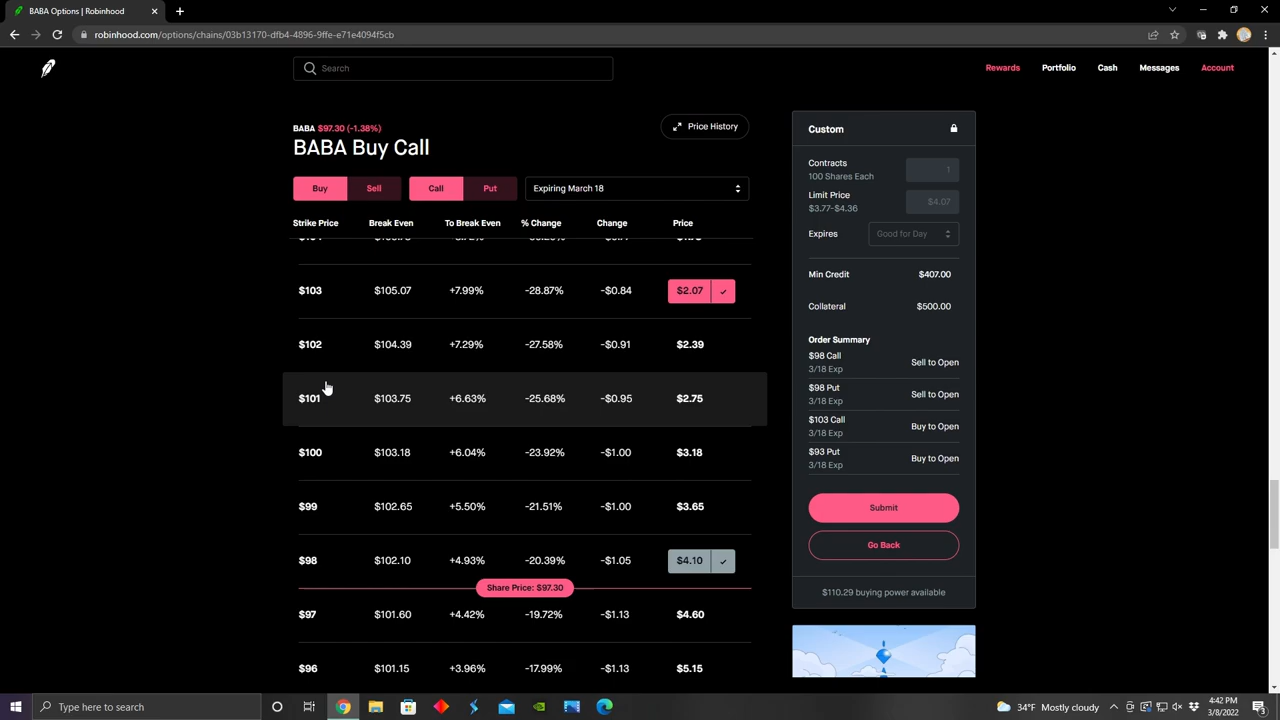 BABA Options | Robinhood
robinhood.com/options/chains/03b13170-dfb4-4896-9ffe-e71e4094f5cb
Search
Rewards Portfolio Cash Messages Account
BABA $97.30 (-1.38%)
BABA Buy Call
Price History
Buy Sell Call Put Expiring March 18
Strike Price Break Even To Break Even % Change Change Price
$103 $105.07 +7.99% -28.87% -$0.84 $2.07
$102 $104.39 +7.29% -27.58% -$0.91 $2.39
$101 $103.75 +6.63% -25.68% -$0.95 $2.75
$100 $103.18 +6.04% -23.92% -$1.00 $3.18
$99 $102.65 +5.50% -21.51% -$1.00 $3.65
$98 $102.10 +4.93% -20.39% -$1.05 $4.10
Share Price: $97.30
$97 $101.60 +4.42% -19.72% -$1.13 $4.60
$96 $101.15 +3.96% -17.99% -$1.13 $5.15
Custom
Contracts
100 Shares Each
1
Limit Price
$3.77-$4.36
$4.07
Expires Good for Day
Min Credit $407.00
Collateral $500.00
Order Summary
$98 Call
3/18 Exp
Sell to Open
$98 Put
3/18 Exp
Sell to Open
$103 Call
3/18 Exp
Buy to Open
$93 Put
3/18 Exp
Buy to Open
Submit
Go Back
$110.29 buying power available
Type here to search
34°F Mostly cloudy
4:42 PM
3/8/2022